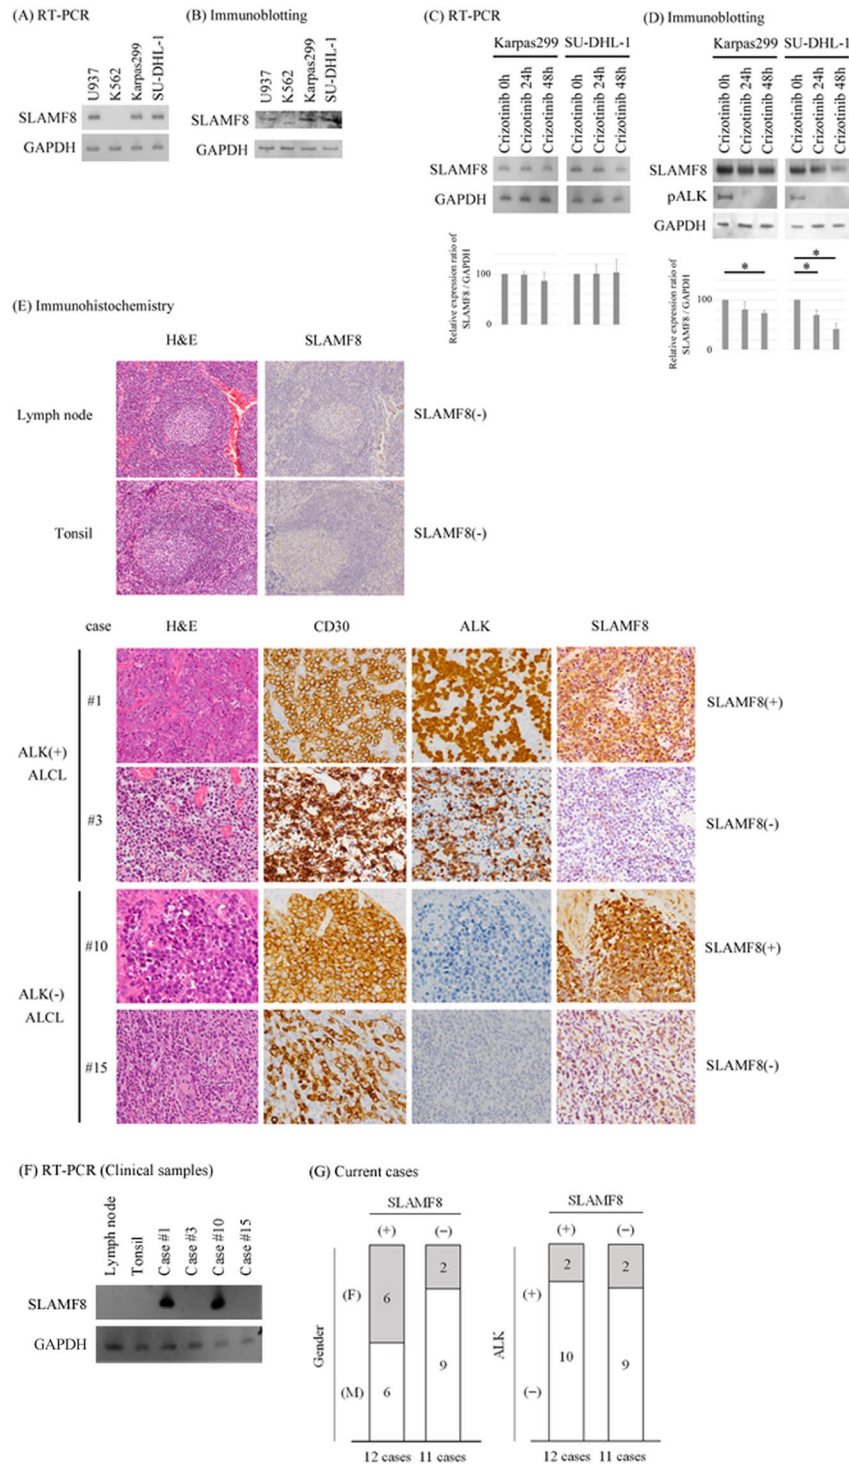 (A) RT-PCR
U937
K562
Karpas299
SU-DHL-1
SLAMF8
GAPDH
(B) Immunoblotting
U937
K562
Karpas299
SU-DHL-1
SLAMF8
GAPDH
(C) RT-PCR
Karpas299 SU-DHL-1
Crizotinib 0h
Crizotinib 24h
Crizotinib 48h
Crizotinib 0h
Crizotinib 24h
Crizotinib 48h
SLAMF8
GAPDH
Relative expression ratio of
SLAMF8 / GAPDH
100
0
(D) Immunoblotting
Karpas299 SU-DHL-1
Crizotinib 0h
Crizotinib 24h
Crizotinib 48h
Crizotinib 0h
Crizotinib 24h
Crizotinib 48h
SLAMF8
pALK
GAPDH
Relative expression ratio of
SLAMF8 / GAPDH
100
0
*
*
*
(E) Immunohistochemistry
H&E SLAMF8
Lymph node SLAMF8(-)
Tonsil SLAMF8(-)
case H&E CD30 ALK SLAMF8
ALK(+)
ALCL
#1 SLAMF8(+)
#3 SLAMF8(-)
ALK(-)
ALCL
#10 SLAMF8(+)
#15 SLAMF8(-)
(F) RT-PCR (Clinical samples)
Lymph node
Tonsil
Case #1
Case #3
Case #10
Case #15
SLAMF8
GAPDH
(G) Current cases
SLAMF8
(+) (−)
Gender
(F) 6 2
(M) 6 9
12 cases 11 cases
SLAMF8
(+) (−)
ALK
(+) 2 2
(−) 10 9
12 cases 11 cases